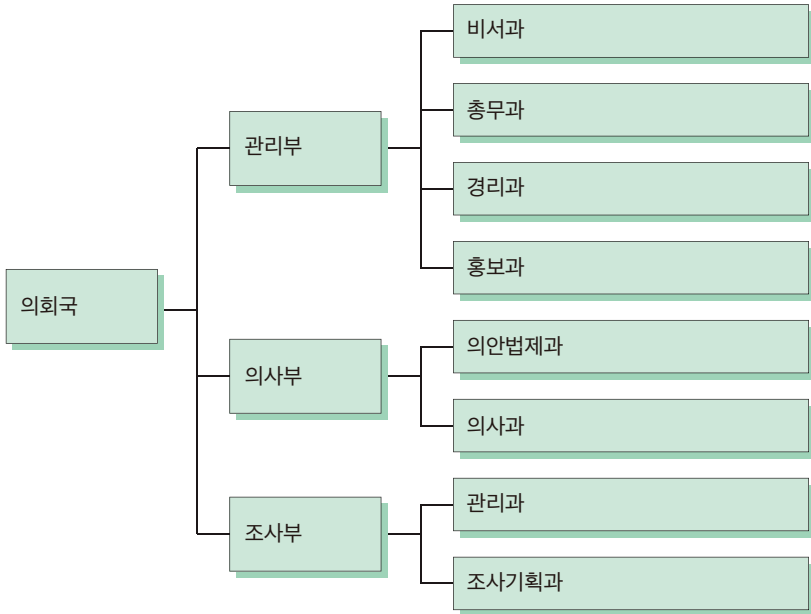 의회국
관리부
비서과
총무과
경리과
홍보과
의사부
의안법제과
의사과
조사부
관리과
조사기획과